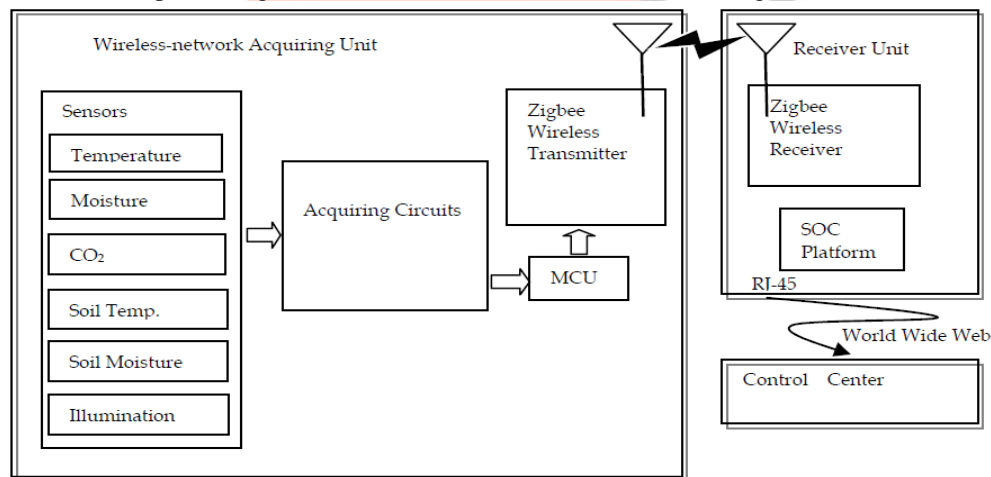 Wireless-network Acquiring Unit
Sensors
Temperature
Moisture
CO₂
Soil Temp.
Soil Moisture
Illumination
Acquiring Circuits
Zigbee
Wireless
Transmitter
MCU
Receiver Unit
Zigbee
Wireless
Receiver
SOC
Platform
RJ-45
World Wide Web
Control Center